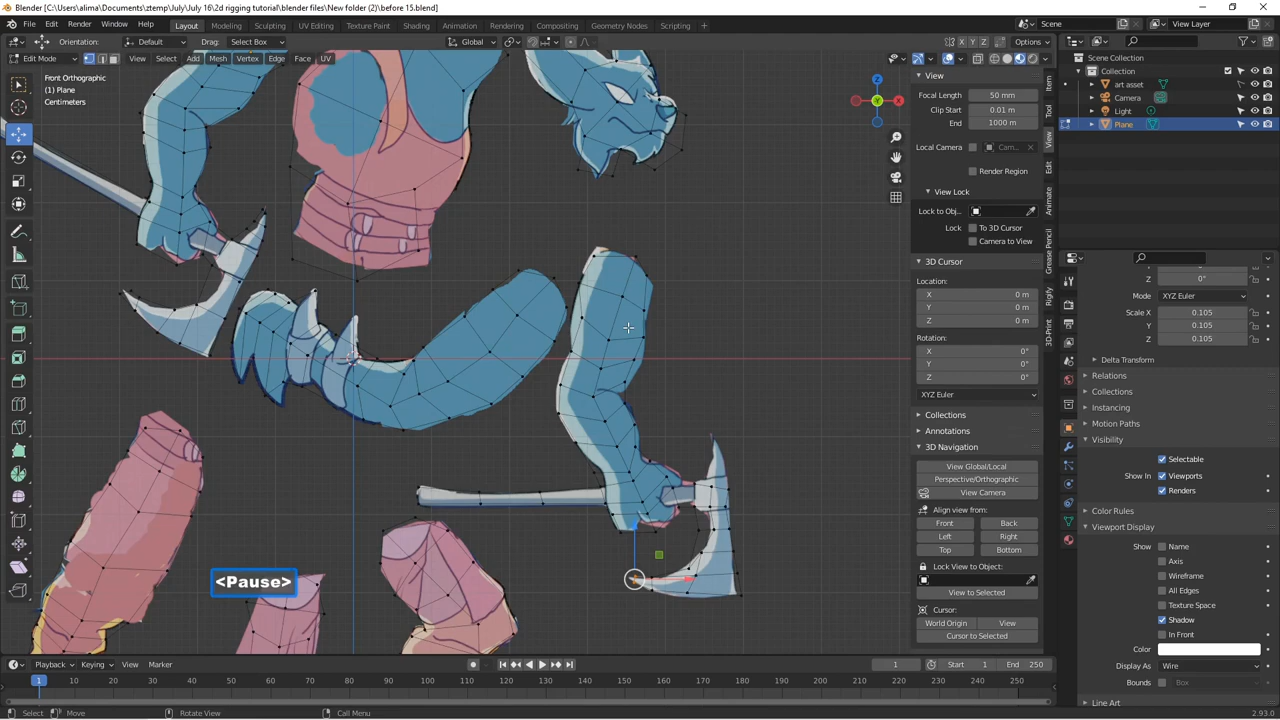 Blender [C:\Users\alima\Documents\ztemp\July\July 16\2d rigging tutorial\blender files\New folder (2)\before 15.blend]
File Edit Render Window Help Layout Modeling Sculpting UV Editing Texture Paint Shading Animation Rendering Compositing Geometry Nodes Scripting Scene View Layer
Orientation: Default Drag: Select Box Global X Y Z Options
Edit Mode View Select Add Mesh Vertex Edge Face UV
Front Orthographic
(1) Plane
Centimeters
Z
X
Y
View
Focal Length 50 mm
Clip Start 0.01 m
End 1000 m
Local Camera Cam...
Render Region
View Lock
Lock to Obj...
Lock To 3D Cursor
Camera to View
3D Cursor
Location:
X 0 m
Y 0 m
Z 0 m
Rotation:
X 0°
Y 0°
Z 0°
XYZ Euler
Collections
Annotations
3D Navigation
View Global/Local
Perspective/Orthographic
View Camera
Align view from:
Front Back
Left Right
Top Bottom
Lock View to Object:
View to Selected
Cursor:
World Origin View
Cursor to Selected
Item
Tool
View
Edit
Animate
Grease Pencil
Rigify
3D-Print
Scene Collection
Collection
art asset
Camera
Light
Plane
Z 0°
Mode XYZ Euler
Scale X 0.105
Y 0.105
Z 0.105
Delta Transform
Relations
Collections
Instancing
Motion Paths
Visibility
Selectable
Show In Viewports
Renders
Color Rules
Viewport Display
Show Name
Axis
Wireframe
All Edges
Texture Space
Shadow
In Front
Color
Display As Wire
Bounds Box
Line Art
<Pause>
Playback Keying View Marker 1 Start 1 End 250
1 10 20 30 40 50 60 70 80 90 100 110 120 130 140 150 160 170 180 190 200 210 220 230 240 250
Select Move Rotate View Call Menu 2.93.0